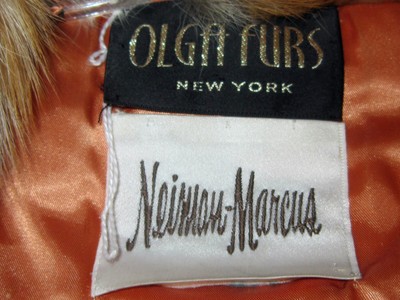 OLGA FURS
NEW YORK
Neiman-Marcus